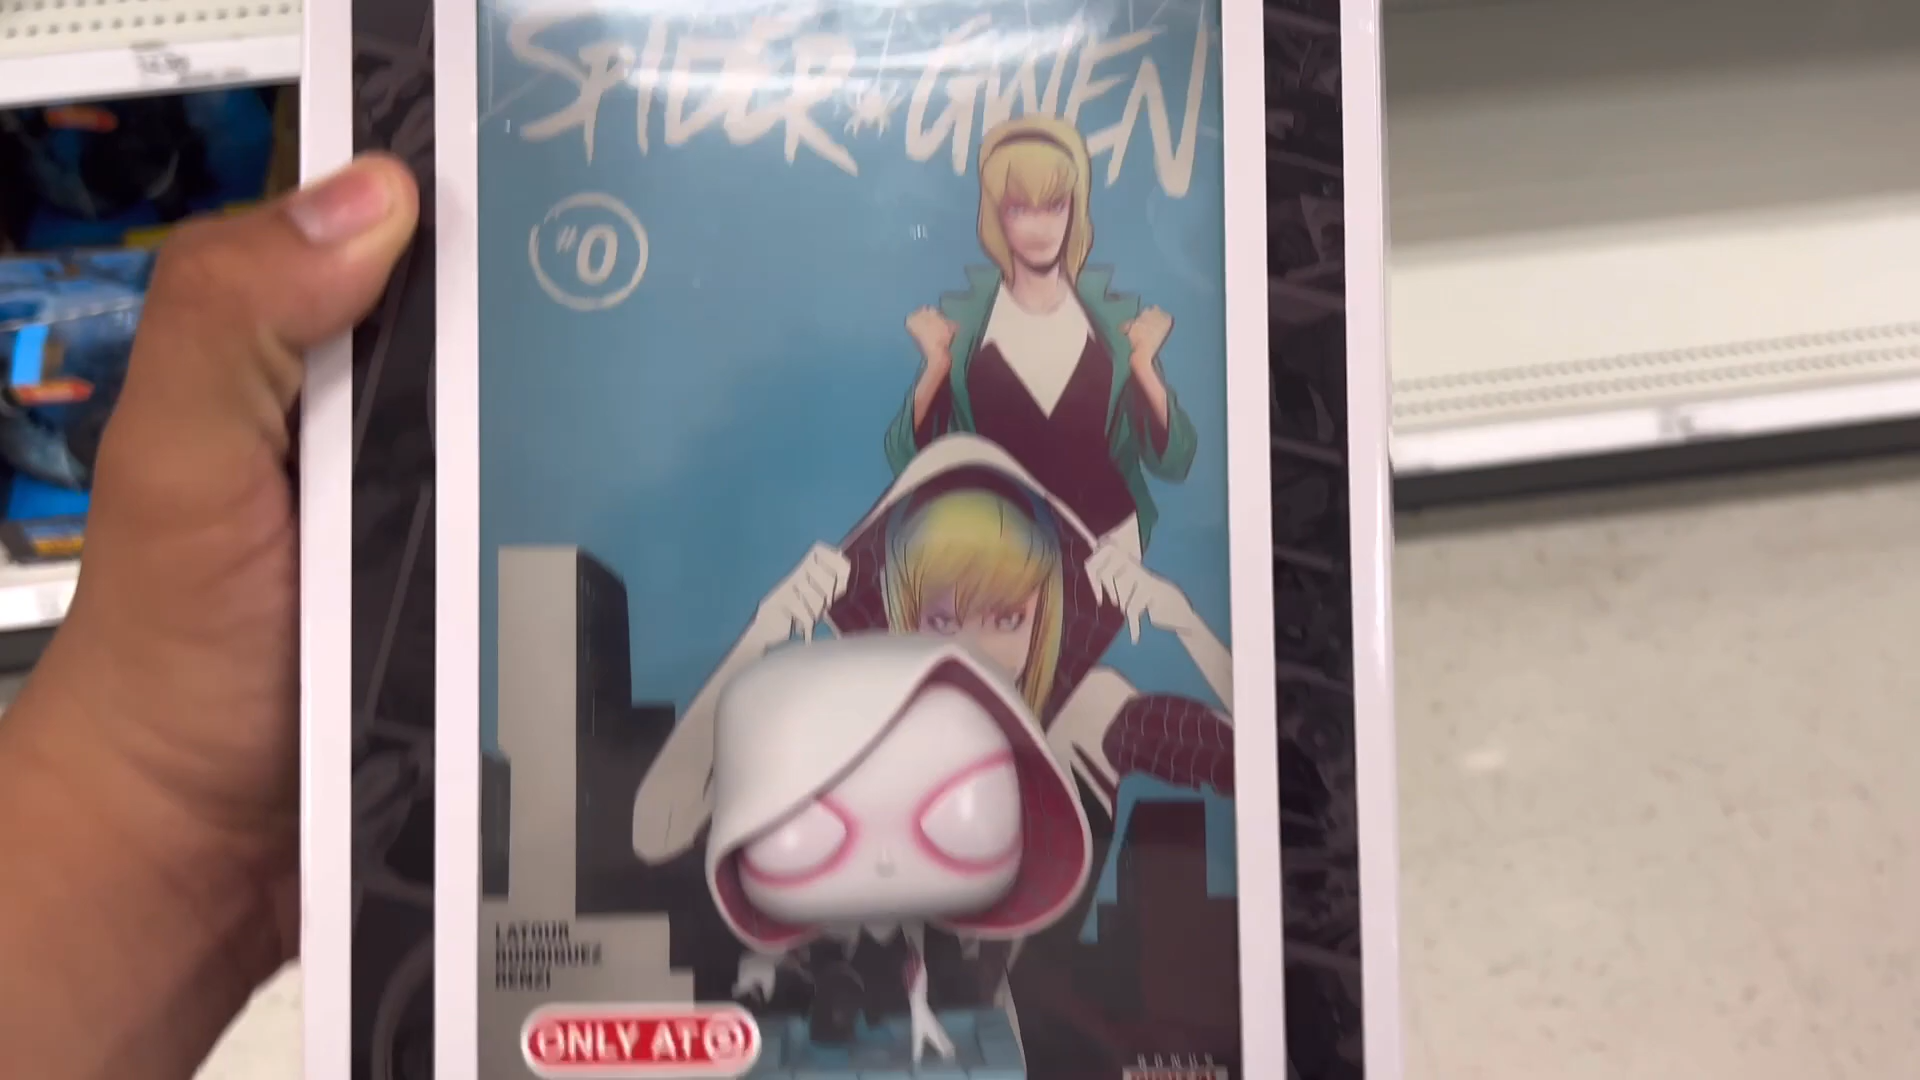 SPIDER GWEN
#0
LATOUR
RODRIGUEZ
RENZI
ONLY AT